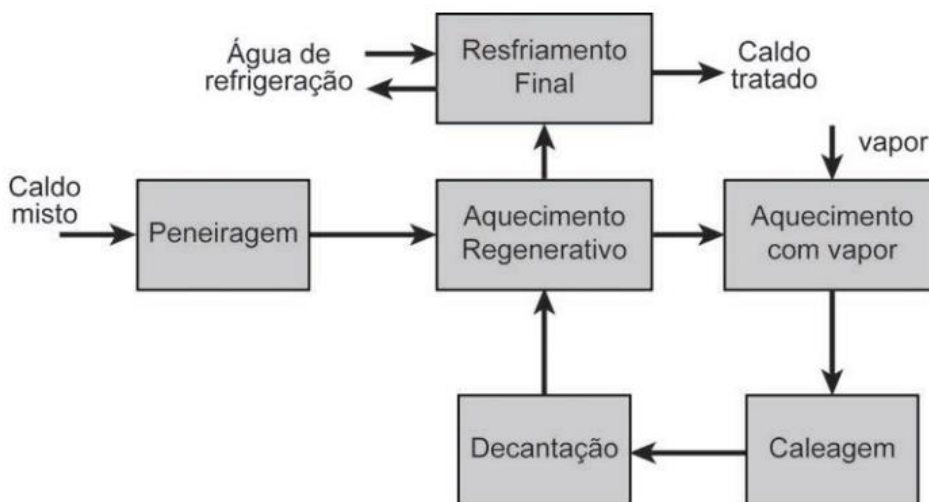 Água de
refrigeração
Resfriamento
Final
Caldo
tratado
vapor
Caldo
misto
Peneiragem
Aquecimento
Regenerativo
Aquecimento
com vapor
Decantação
Caleagem